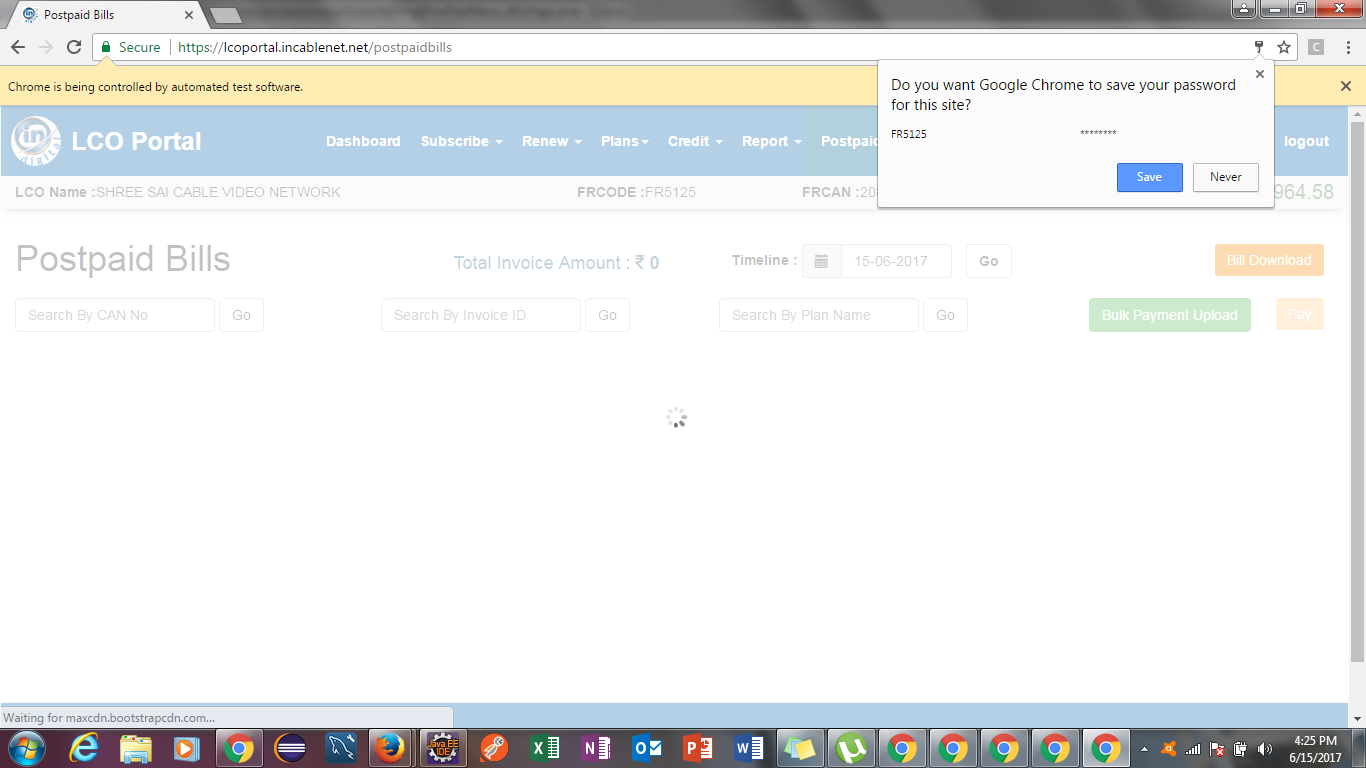 Postpaid Bills
Secure https://lcoportal.incablenet.net/postpaidbills
C
Chrome is being controlled by automated test software.
Do you want Google Chrome to save your password
for this site?
FR5125 ********
Save Never
in digital
LCO Portal Dashboard Subscribe Renew Plans Credit Report Postpaid logout
LCO Name :SHREE SAI CABLE VIDEO NETWORK FRCODE :FR5125 FRCAN :20 964.58
Postpaid Bills Total Invoice Amount : ₹ 0 Timeline : 15-06-2017 Go Bill Download
Search By CAN No Go Search By Invoice ID Go Search By Plan Name Go Bulk Payment Upload Pay
Waiting for maxcdn.bootstrapcdn.com...
Java EE
IDE
4:25 PM
6/15/2017